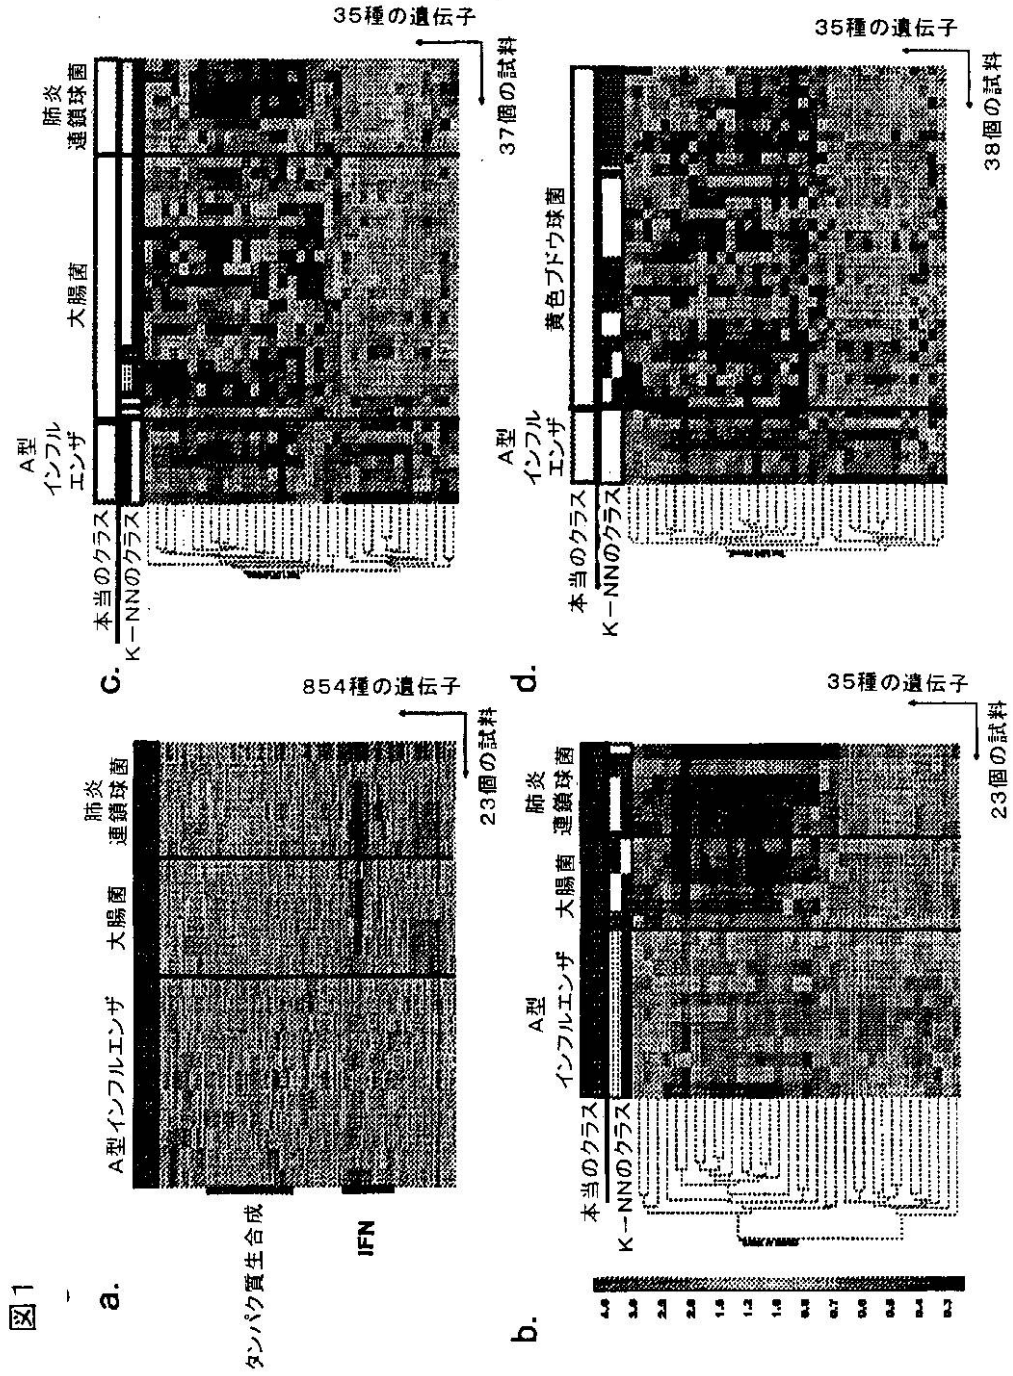 図1
a.
A型インフルエンザ
大腸菌
肺炎
連鎖球菌
タンパク質生合成
IFN
854種の遺伝子
23個の試料
b.
A型
インフルエンザ
大腸菌
肺炎
連鎖球菌
本当のクラス
K－NNのクラス
35種の遺伝子
23個の試料
c.
A型
インフル
エンザ
大腸菌
肺炎
連鎖球菌
本当のクラス
K－NNのクラス
35種の遺伝子
37個の試料
d.
A型
インフル
エンザ
黄色ブドウ球菌
本当のクラス
K－NNのクラス
35種の遺伝子
38個の試料